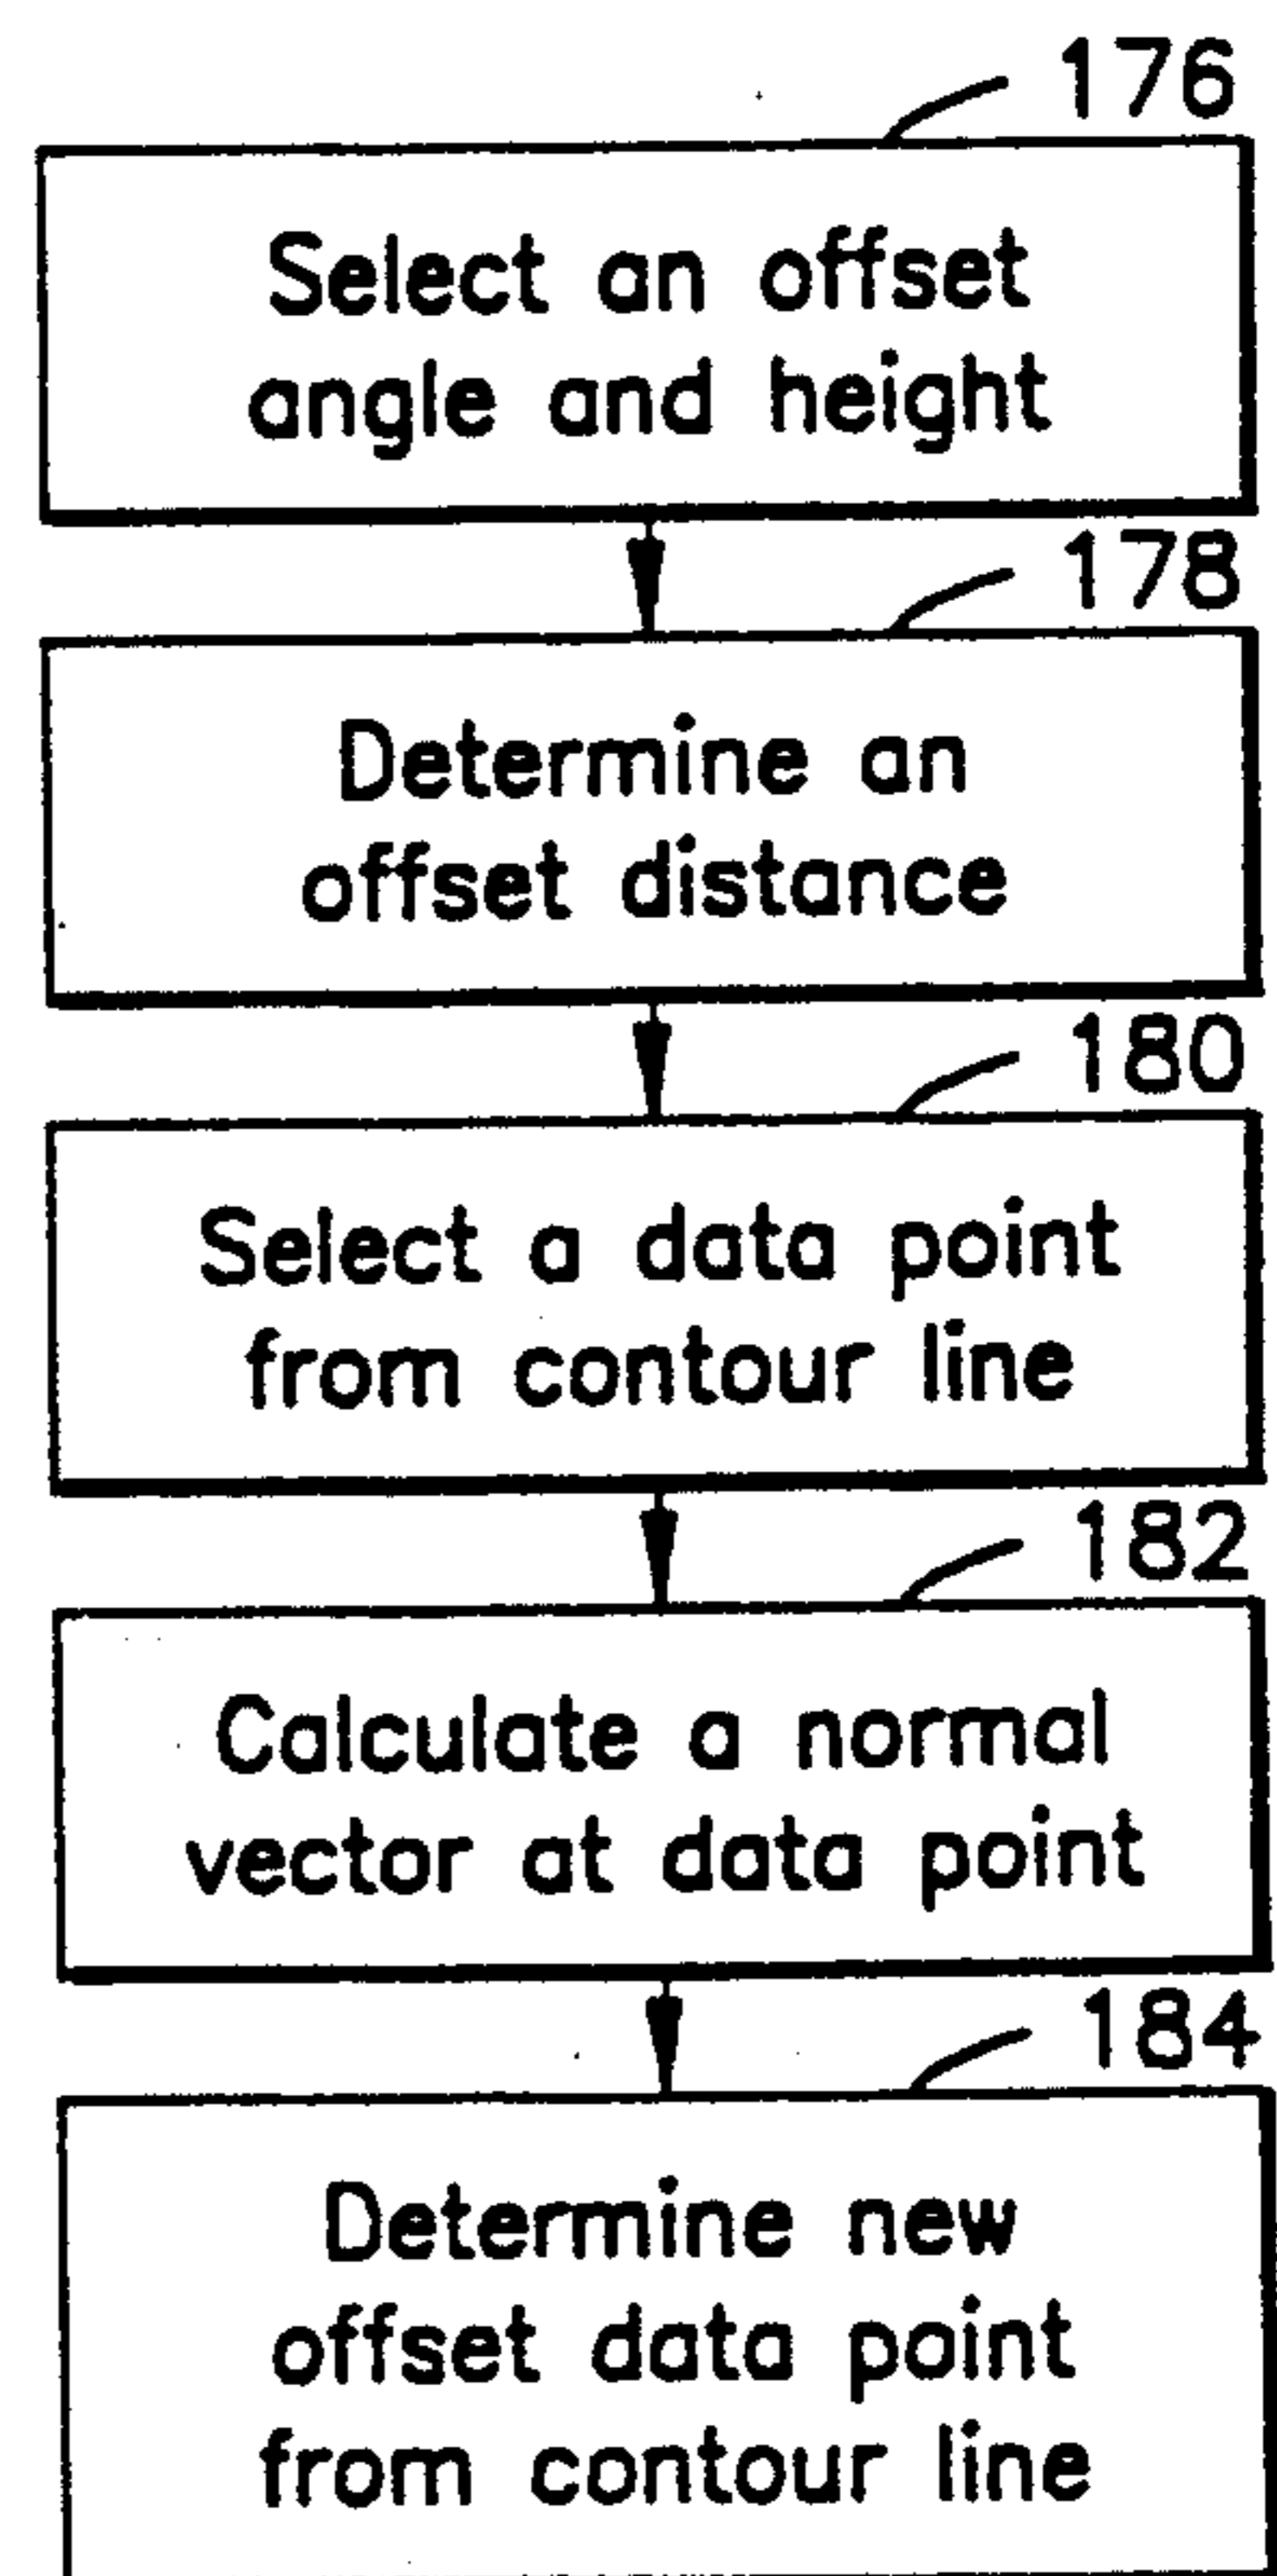 176
Select an offset
angle and height
178
Determine an
offset distance
180
Select a data point
from contour line
182
Calculate a normal
vector at data point
184
Determine new
offset data point
from contour line